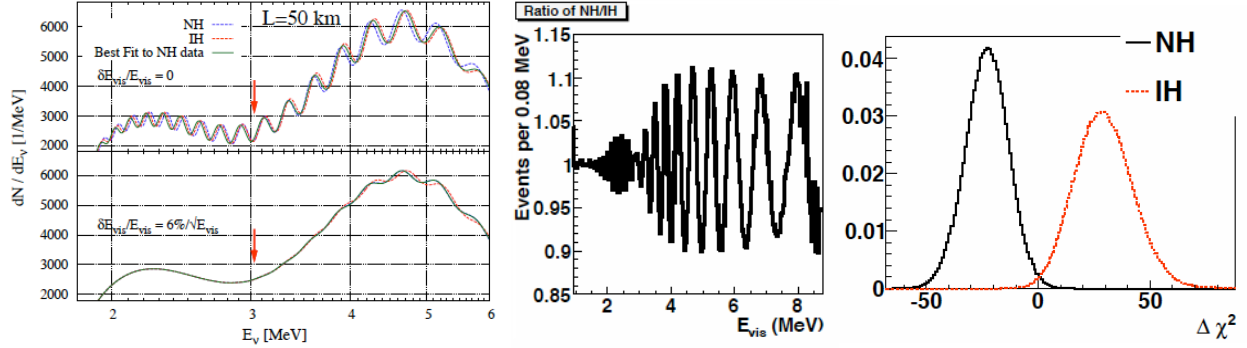 L=50 km
NH
IH
Best Fit to NH data
δE_vis/E_vis = 0
6000
5000
4000
3000
2000
dN / dE_ν [1/MeV]
6000
5000
4000
3000
2000
δE_vis/E_vis = 6%/√E_vis
2 3 4 5 6
E_ν [MeV]
Ratio of NH/IH
Events per 0.08 MeV
1.15
1.1
1.05
1
0.95
0.9
0.85
2 4 6 8
E_vis (MeV)
NH
IH
0.04
0.03
0.02
0.01
0
-50 0 50
Δ χ²